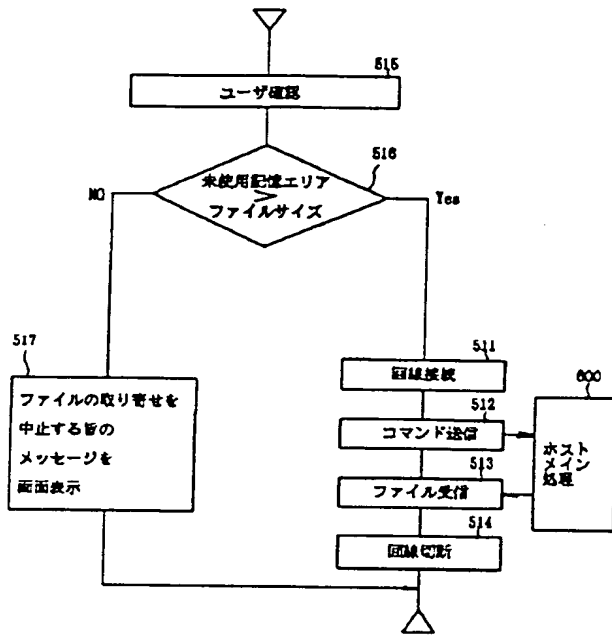 515
ユーザ確認
516
未使用記憶エリア
>
ファイルサイズ
NO
Yes
517
ファイルの取り寄せを
中止する旨の
メッセージを
画面表示
511
回線接続
512
コマンド送信
513
ファイル受信
514
回線切断
600
ホスト
メイン
処理